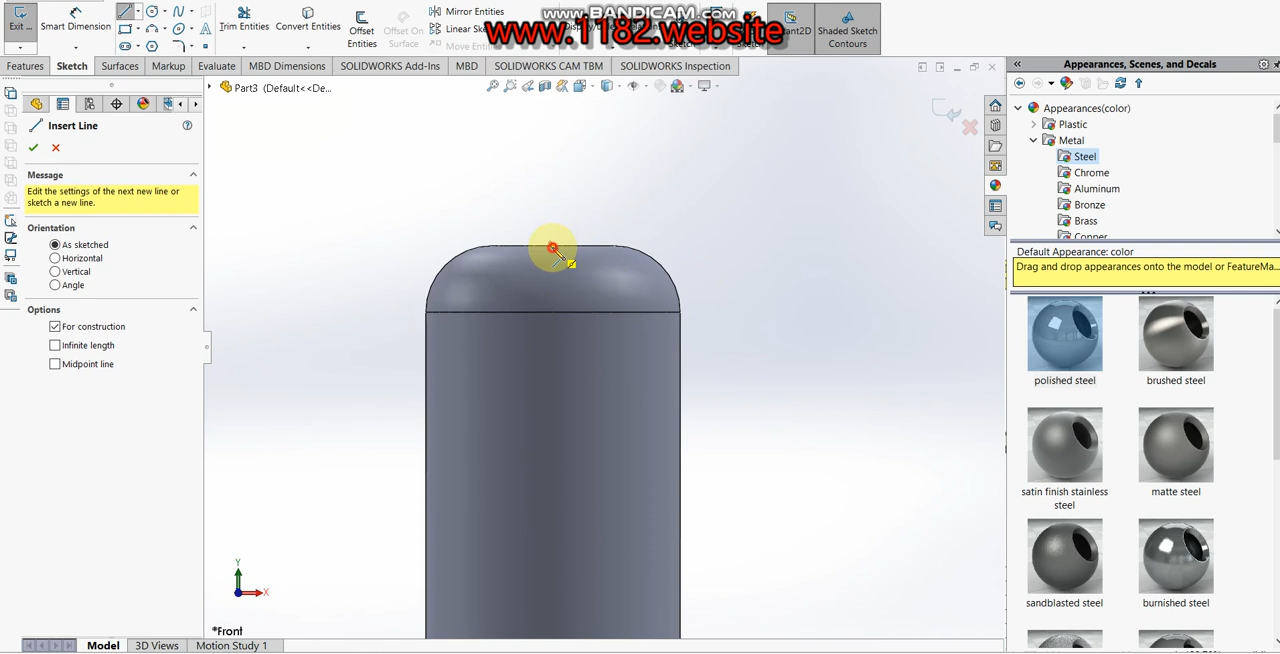 www.BANDICAM.com
www.1182.website
Exit ...
Smart Dimension
Trim Entities
Convert Entities
Offset Entities
Offset On Surface
Mirror Entities
Linear Ske
Move Entities
Instant2D
Shaded Sketch Contours
Features
Sketch
Surfaces
Markup
Evaluate
MBD Dimensions
SOLIDWORKS Add-Ins
MBD
SOLIDWORKS CAM TBM
SOLIDWORKS Inspection
Part3 (Default<<De...
Insert Line
Message
Edit the settings of the next new line or
sketch a new line.
Orientation
As sketched
Horizontal
Vertical
Angle
Options
For construction
Infinite length
Midpoint line
Y
X
*Front
Model
3D Views
Motion Study 1
Appearances, Scenes, and Decals
Appearances(color)
Plastic
Metal
Steel
Chrome
Aluminum
Bronze
Brass
Copper
Default Appearance: color
Drag and drop appearances onto the model or FeatureMa...
polished steel
brushed steel
satin finish stainless
steel
matte steel
sandblasted steel
burnished steel